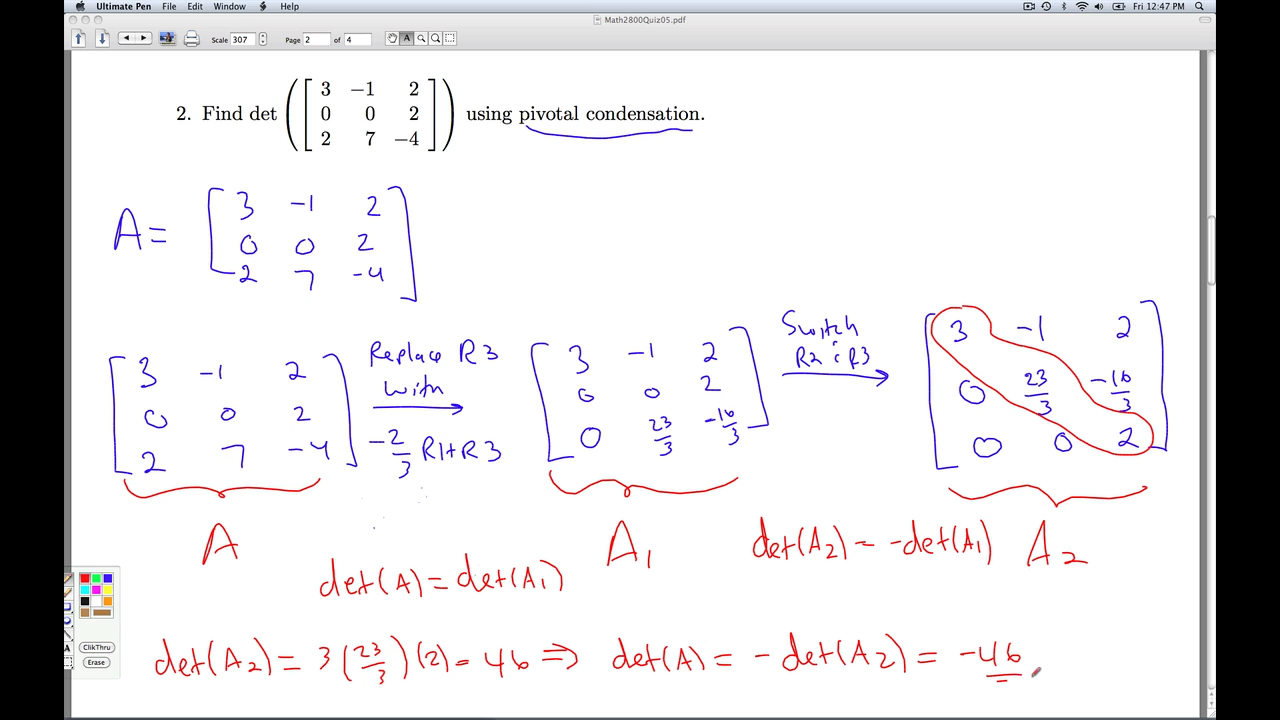 Ultimate Pen File Edit Window Help Fri 12:47 PM
Math2800Quiz05.pdf
Scale 307 Page 2 of 4 A
2. Find det ([ 3 −1 2
0 0 2
2 7 −4 ]) using pivotal condensation.
A = [ 3 -1 2
0 0 2
2 7 -4 ]
[ 3 -1 2
0 0 2
2 7 -4 ]
Replace R3
with
-2/3 R1+R3
[ 3 -1 2
0 0 2
0 23/3 -16/3 ]
Switch
R2 : R3
[ 3 -1 2
0 23/3 -16/3
0 0 2 ]
A
A1
A2
det(A) = det(A1)
det(A2) = -det(A1)
det(A2) = 3(23/3)(2) = 46 ⇒ det(A) = - det(A2) = -46
A
ClikThru
Erase